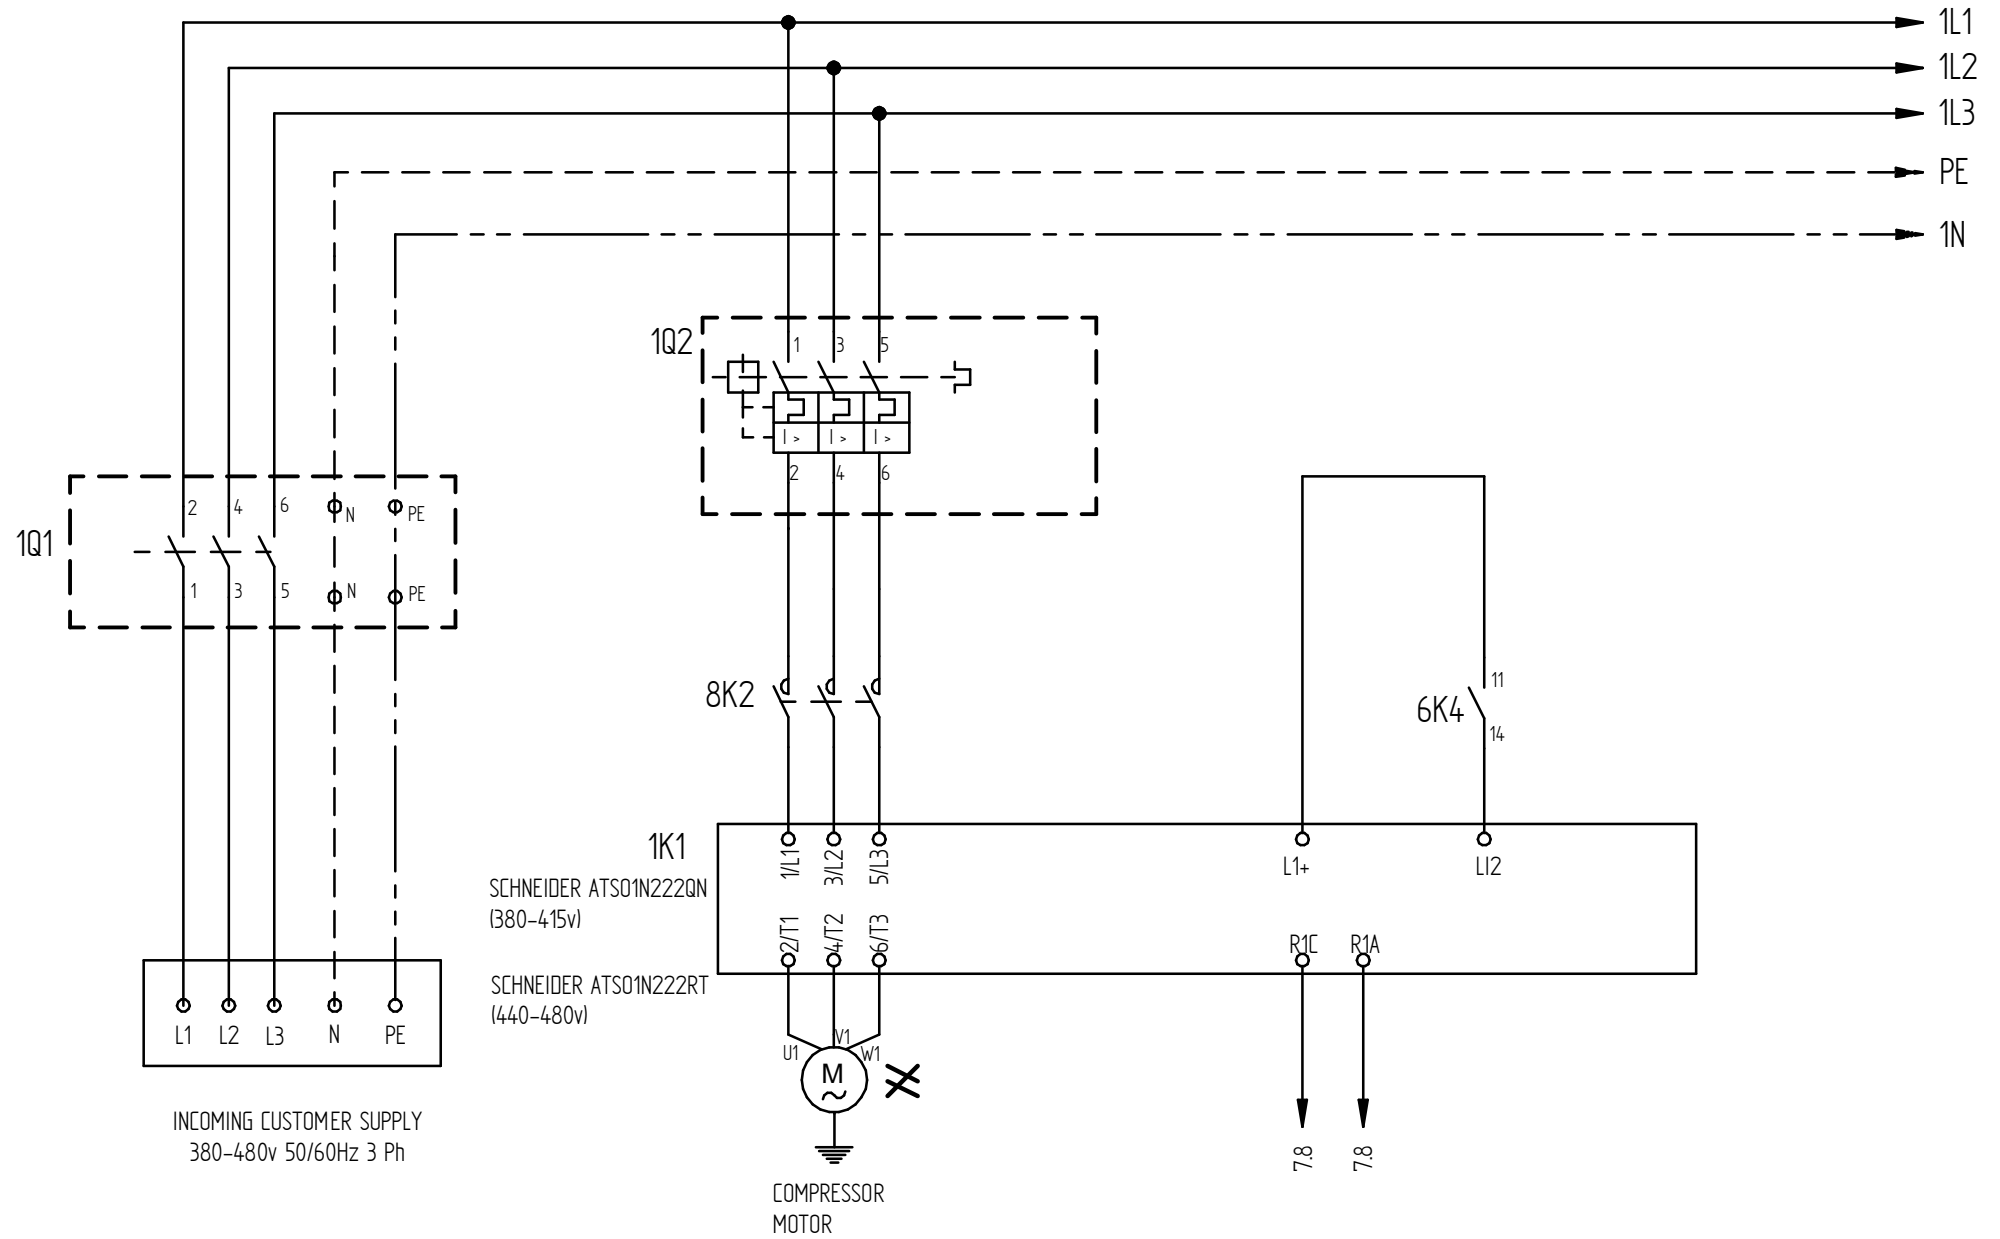 1L1
1L2
1L3
PE
1N
1Q2
1 3 5
I > I > I >
2 4 6
1Q1
2 4 6 N PE
1 3 5 N PE
8K2
6K4
11
14
1K1
1/L1 3/L2 5/L3
L1+ LI2
SCHNEIDER ATS01N222QN
(380-415v)
2/T1 4/T2 6/T3
R1C R1A
SCHNEIDER ATS01N222RT
(440-480v)
L1 L2 L3 N PE
U1 V1 W1
M
~
INCOMING CUSTOMER SUPPLY
380-480v 50/60Hz 3 Ph
7.8 7.8
COMPRESSOR
MOTOR